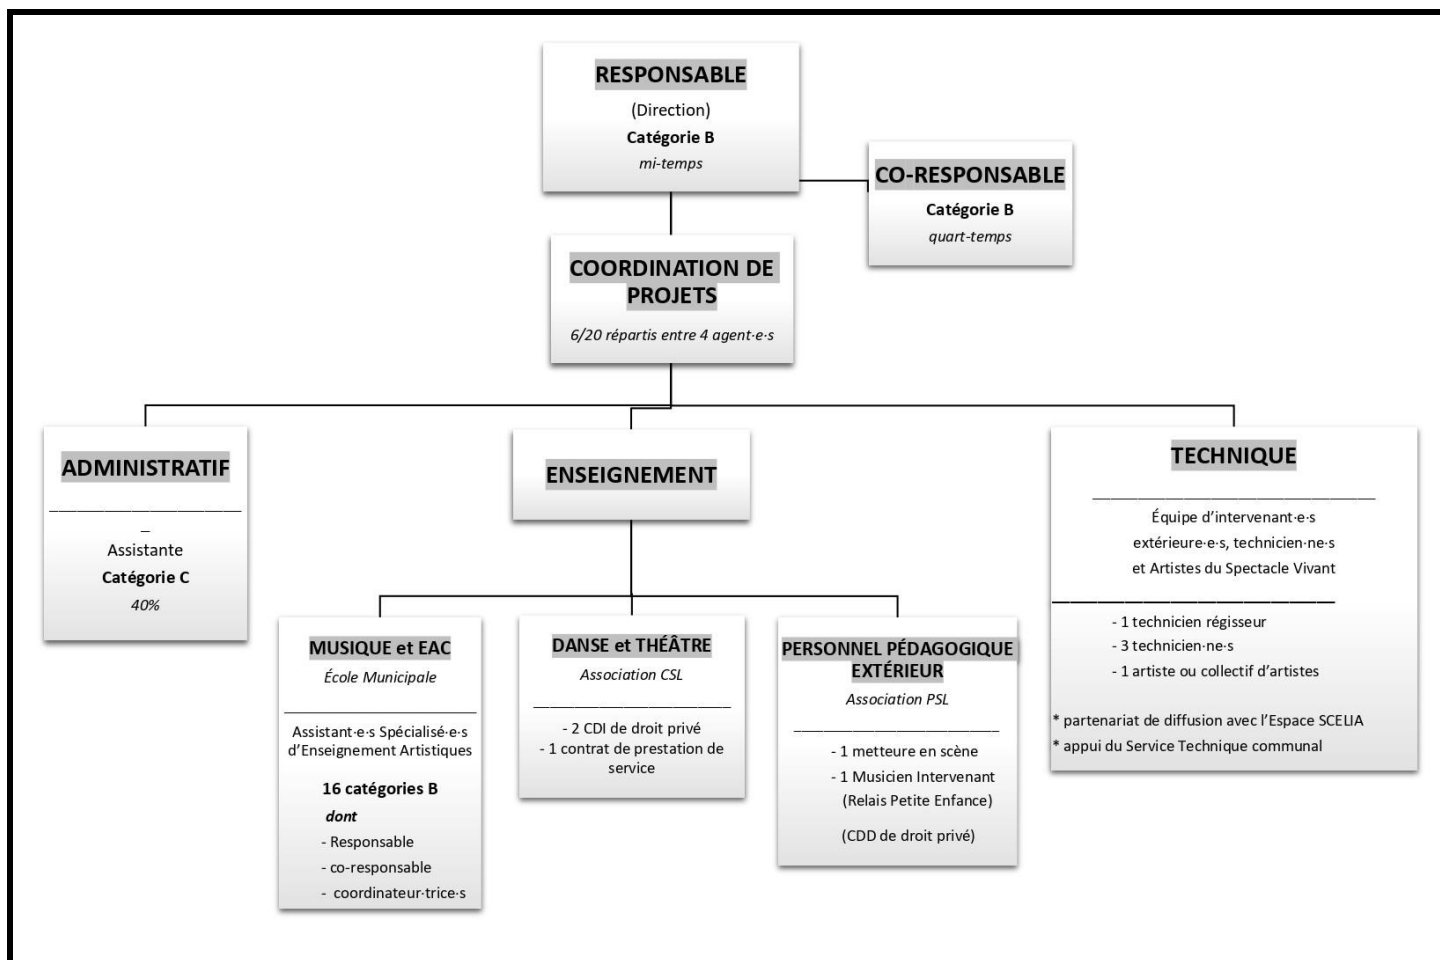 RESPONSABLE
(Direction)
Catégorie B
mi-temps
CO-RESPONSABLE
Catégorie B
quart-temps
COORDINATION DE
PROJETS
6/20 répartis entre 4 agent·e·s
ADMINISTRATIF
Assistante
Catégorie C
40%
ENSEIGNEMENT
TECHNIQUE
Équipe d’intervenant·e·s
extérieure·e·s, technicien·ne·s
et Artistes du Spectacle Vivant
- 1 technicien régisseur
- 3 technicien·ne·s
- 1 artiste ou collectif d’artistes
* partenariat de diffusion avec l’Espace SCELIA
* appui du Service Technique communal
MUSIQUE et EAC
École Municipale
Assistant·e·s Spécialisé·e·s
d’Enseignement Artistiques
16 catégories B
dont
- Responsable
- co-responsable
- coordinateur·trice·s
DANSE et THÉÂTRE
Association CSL
- 2 CDI de droit privé
- 1 contrat de prestation de
service
PERSONNEL PÉDAGOGIQUE
EXTÉRIEUR
Association PSL
- 1 metteure en scène
- 1 Musicien Intervenant
(Relais Petite Enfance)
(CDD de droit privé)